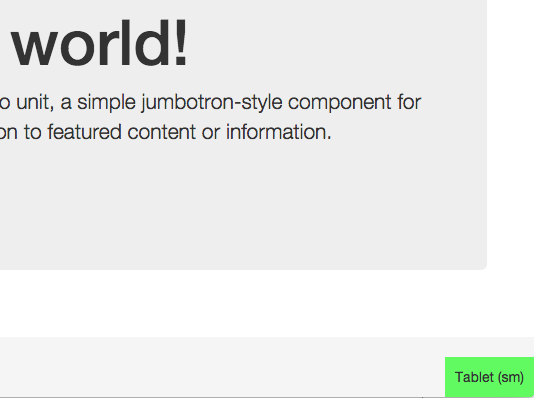 world!
o unit, a simple jumbotron-style component for
on to featured content or information.
Tablet (sm)